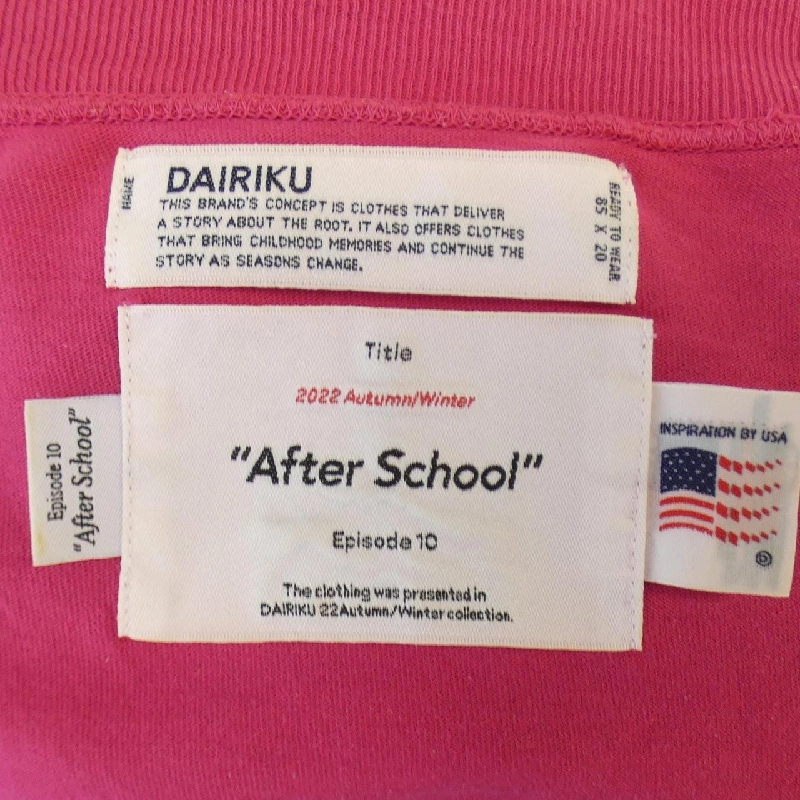 NAME
DAIRIKU
THIS BRAND'S CONCEPT IS CLOTHES THAT DELIVER
A STORY ABOUT THE ROOT. IT ALSO OFFERS CLOTHES
THAT BRING CHILDHOOD MEMORIES AND CONTINUE THE
STORY AS SEASONS CHANGE.
READY TO WEAR
85 X 20
Title
2022 Autumn/Winter
"After School"
Episode 10
The clothing was presented in
DAIRIKU 22Autumn/Winter collection.
Episode 10
"After School"
INSPIRATION BY USA
©